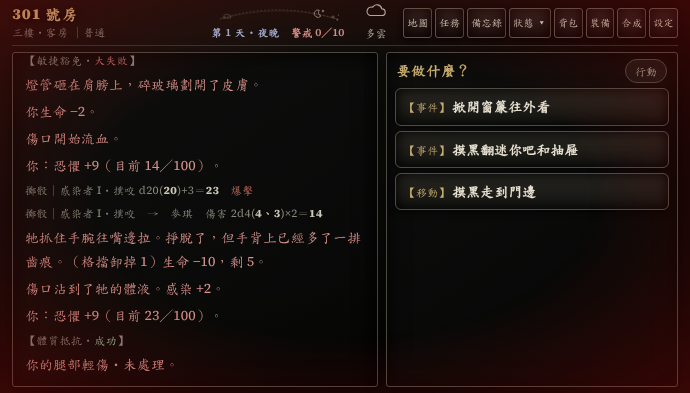 301 號房
三樓・客房 ｜普通
第 1 天・夜晚 警戒 0／10
多雲
地圖
任務
備忘錄
狀態 ▾
背包
裝備
合成
設定
【敏捷豁免・大失敗】
燈管砸在肩膀上，碎玻璃劃開了皮膚。
你生命 −2。
傷口開始流血。
你：恐懼 +9（目前 14／100）。
擲骰｜感染者 I・撲咬 d20(20)+3＝23 爆擊
擲骰｜感染者 I・撲咬 → 麥琪 傷害 2d4(4、3)×2＝14
牠抓住手腕往嘴邊拉。掙脫了，但手背上已經多了一排
齒痕。（格擋卸掉 1）生命 −10，剩 5。
傷口沾到了牠的體液。感染 +2。
你：恐懼 +9（目前 23／100）。
【體質抵抗・成功】
你的腿部輕傷・未處理。
要做什麼？
行動
【事件】掀開窗簾往外看
【事件】摸黑翻迷你吧和抽屜
【移動】摸黑走到門邊